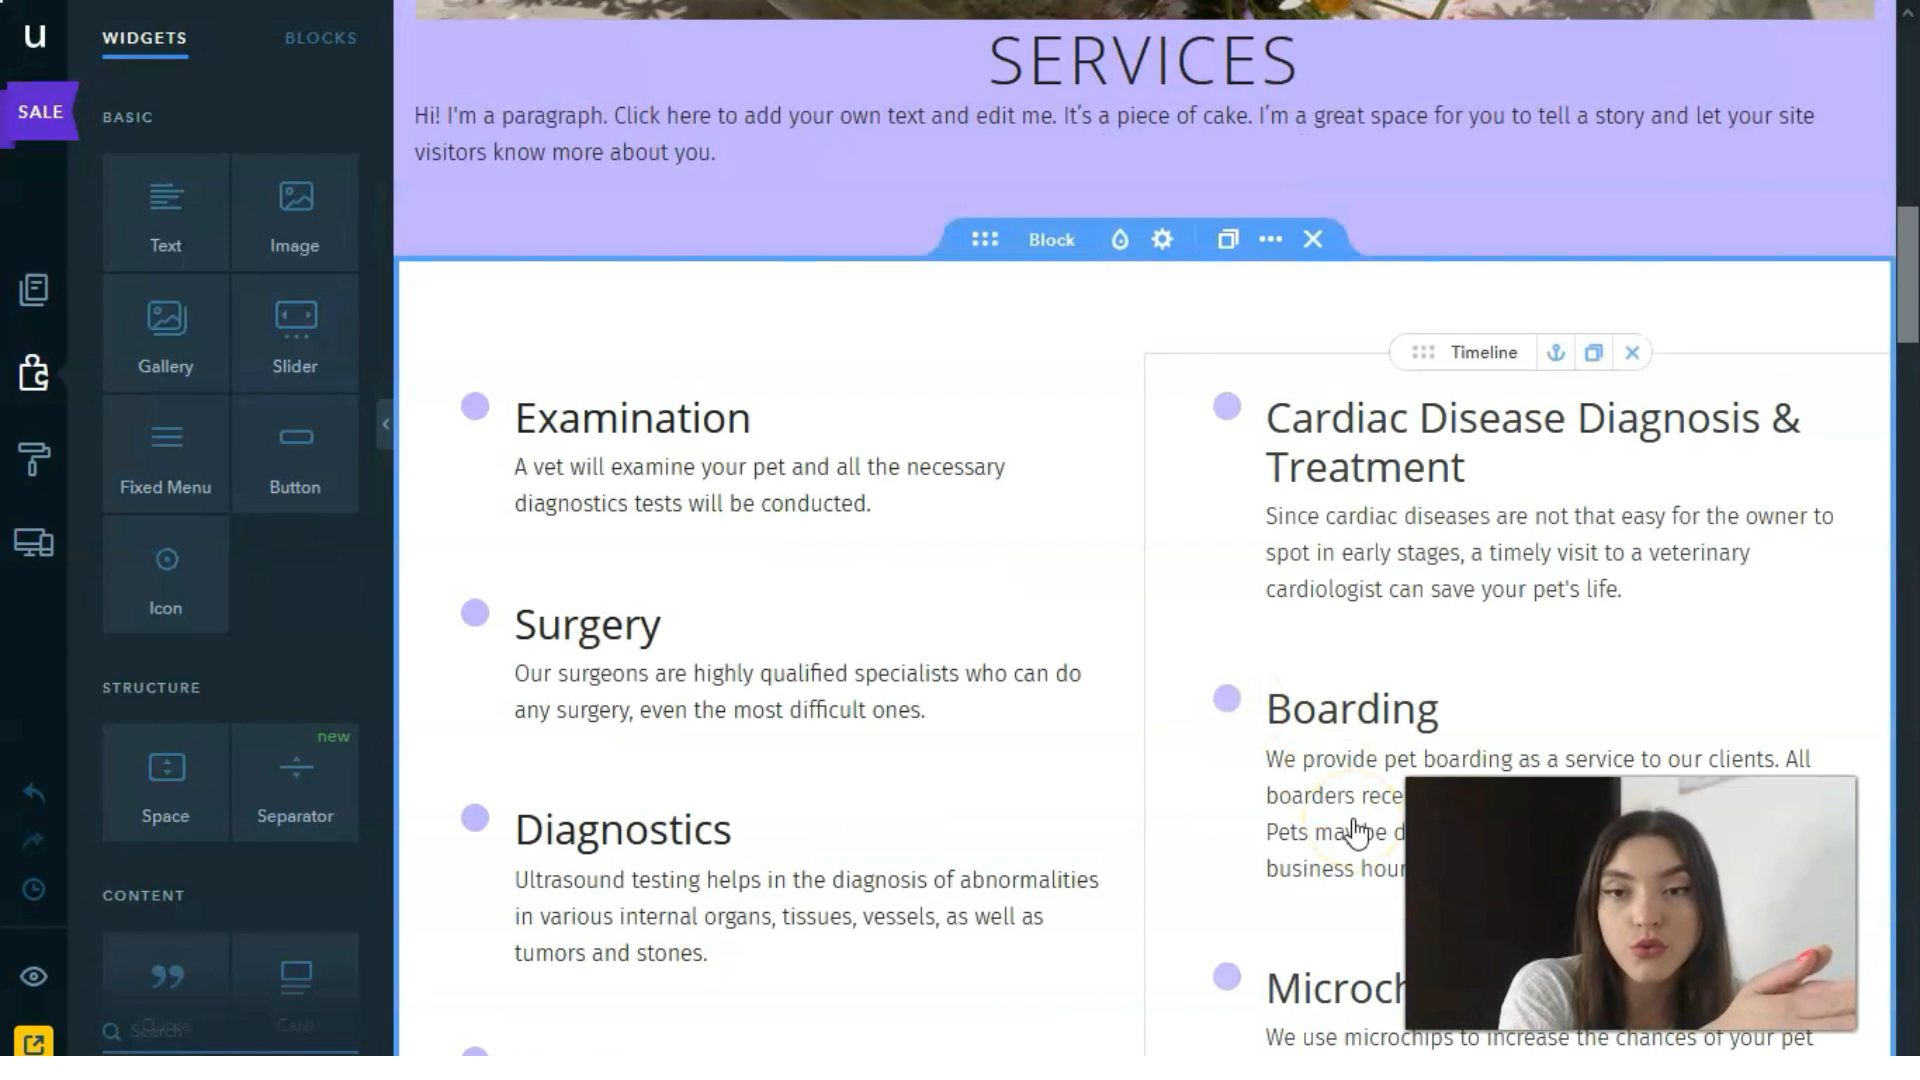 u
WIDGETS
BLOCKS
SALE
BASIC
Text
Image
Gallery
Slider
Fixed Menu
Button
Icon
STRUCTURE
new
Space
Separator
CONTENT
Search
SERVICES
Hi! I'm a paragraph. Click here to add your own text and edit me. It's a piece of cake. I'm a great space for you to tell a story and let your site
visitors know more about you.
Block
Timeline
Examination
A vet will examine your pet and all the necessary
diagnostics tests will be conducted.
Surgery
Our surgeons are highly qualified specialists who can do
any surgery, even the most difficult ones.
Diagnostics
Ultrasound testing helps in the diagnosis of abnormalities
in various internal organs, tissues, vessels, as well as
tumors and stones.
Cardiac Disease Diagnosis &
Treatment
Since cardiac diseases are not that easy for the owner to
spot in early stages, a timely visit to a veterinary
cardiologist can save your pet's life.
Boarding
We provide pet boarding as a service to our clients. All
boarders rece
Pets may be d
business hour
Microch
We use microchips to increase the chances of your pet